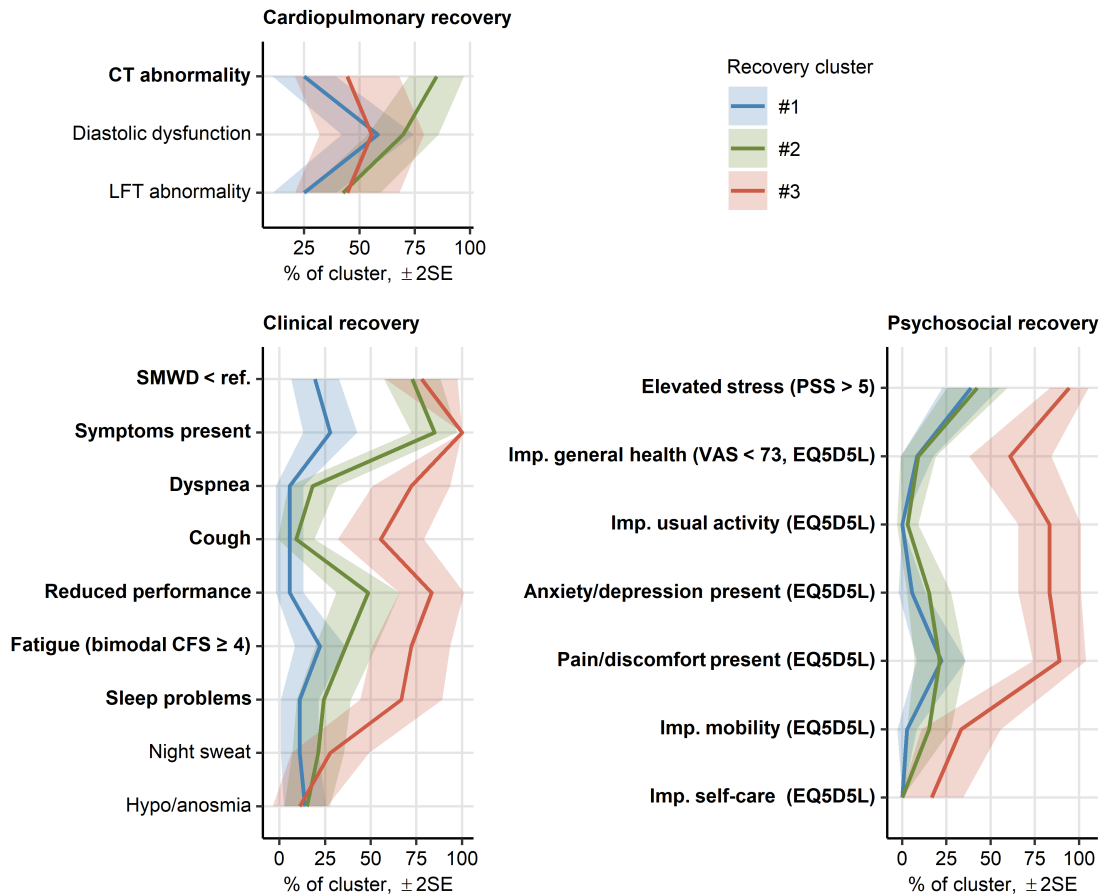 Cardiopulmonary recovery
CT abnormality
Diastolic dysfunction
LFT abnormality
25 50 75 100
% of cluster, ±2SE
Recovery cluster
#1
#2
#3
Clinical recovery
SMWD < ref.
Symptoms present
Dyspnea
Cough
Reduced performance
Fatigue (bimodal CFS ≥ 4)
Sleep problems
Night sweat
Hypo/anosmia
0 25 50 75 100
% of cluster, ±2SE
Psychosocial recovery
Elevated stress (PSS > 5)
Imp. general health (VAS < 73, EQ5D5L)
Imp. usual activity (EQ5D5L)
Anxiety/depression present (EQ5D5L)
Pain/discomfort present (EQ5D5L)
Imp. mobility (EQ5D5L)
Imp. self-care (EQ5D5L)
0 25 50 75 100
% of cluster, ±2SE